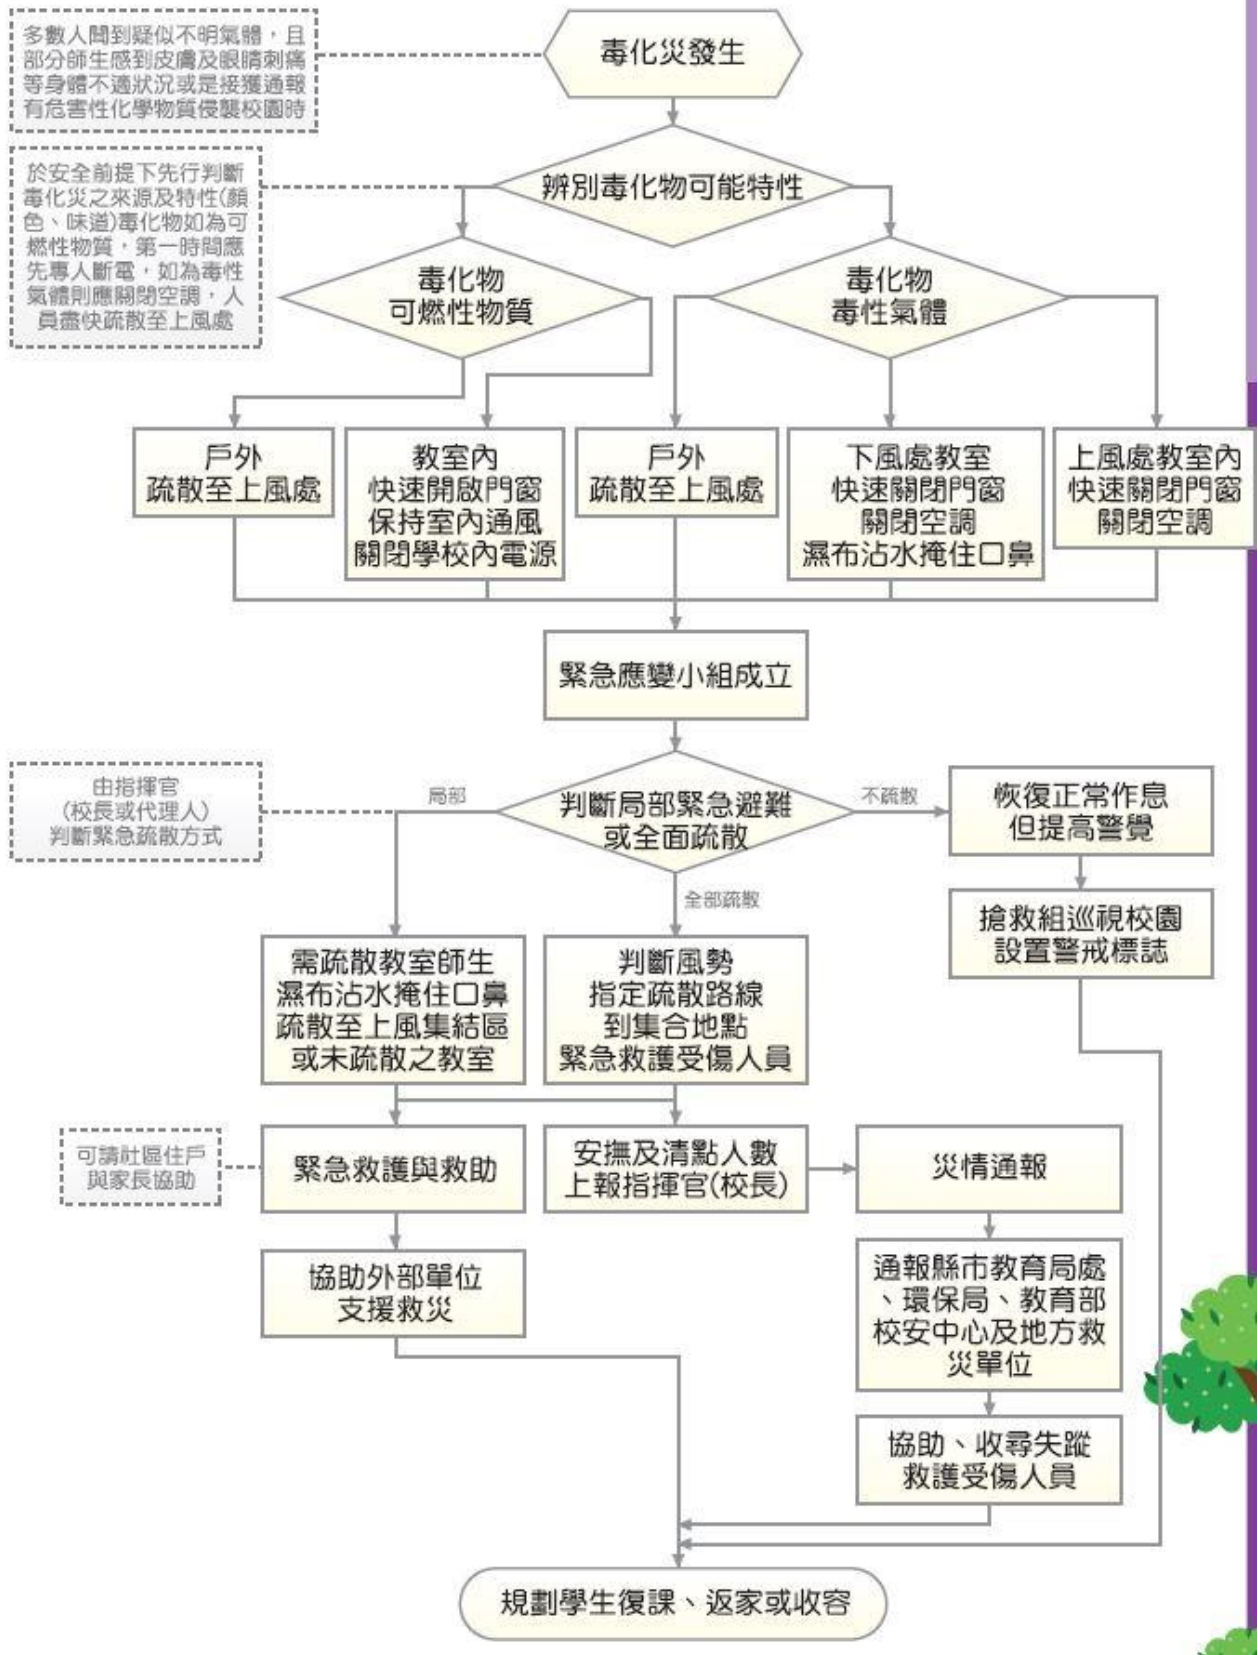 多數人聞到疑似不明氣體，且
部分師生感到皮膚及眼睛刺痛
等身體不適狀況或是接獲通報
有危害性化學物質侵襲校園時
毒化災發生
於安全前提下先行判斷
毒化災之來源及特性(顏
色、味道)毒化物如為可
燃性物質，第一時間應
先專人斷電，如為毒性
氣體則應關閉空調，人
員盡快疏散至上風處
辨別毒化物可能特性
毒化物
可燃性物質
毒化物
毒性氣體
戶外
疏散至上風處
教室內
快速開啟門窗
保持室內通風
關閉學校內電源
戶外
疏散至上風處
下風處教室
快速關閉門窗
關閉空調
濕布沾水掩住口鼻
上風處教室內
快速關閉門窗
關閉空調
緊急應變小組成立
由指揮官
(校長或代理人)
判斷緊急疏散方式
局部
判斷局部緊急避難
或全面疏散
不疏散
恢復正常作息
但提高警覺
全部疏散
搶救組巡視校園
設置警戒標誌
需疏散教室師生
濕布沾水掩住口鼻
疏散至上風集結區
或未疏散之教室
判斷風勢
指定疏散路線
到集合地點
緊急救護受傷人員
可請社區住戶
與家長協助
緊急救護與救助
安撫及清點人數
上報指揮官(校長)
災情通報
協助外部單位
支援救災
通報縣市教育局處
、環保局、教育部
校安中心及地方救
災單位
協助、收尋失蹤
救護受傷人員
規劃學生復課、返家或收容